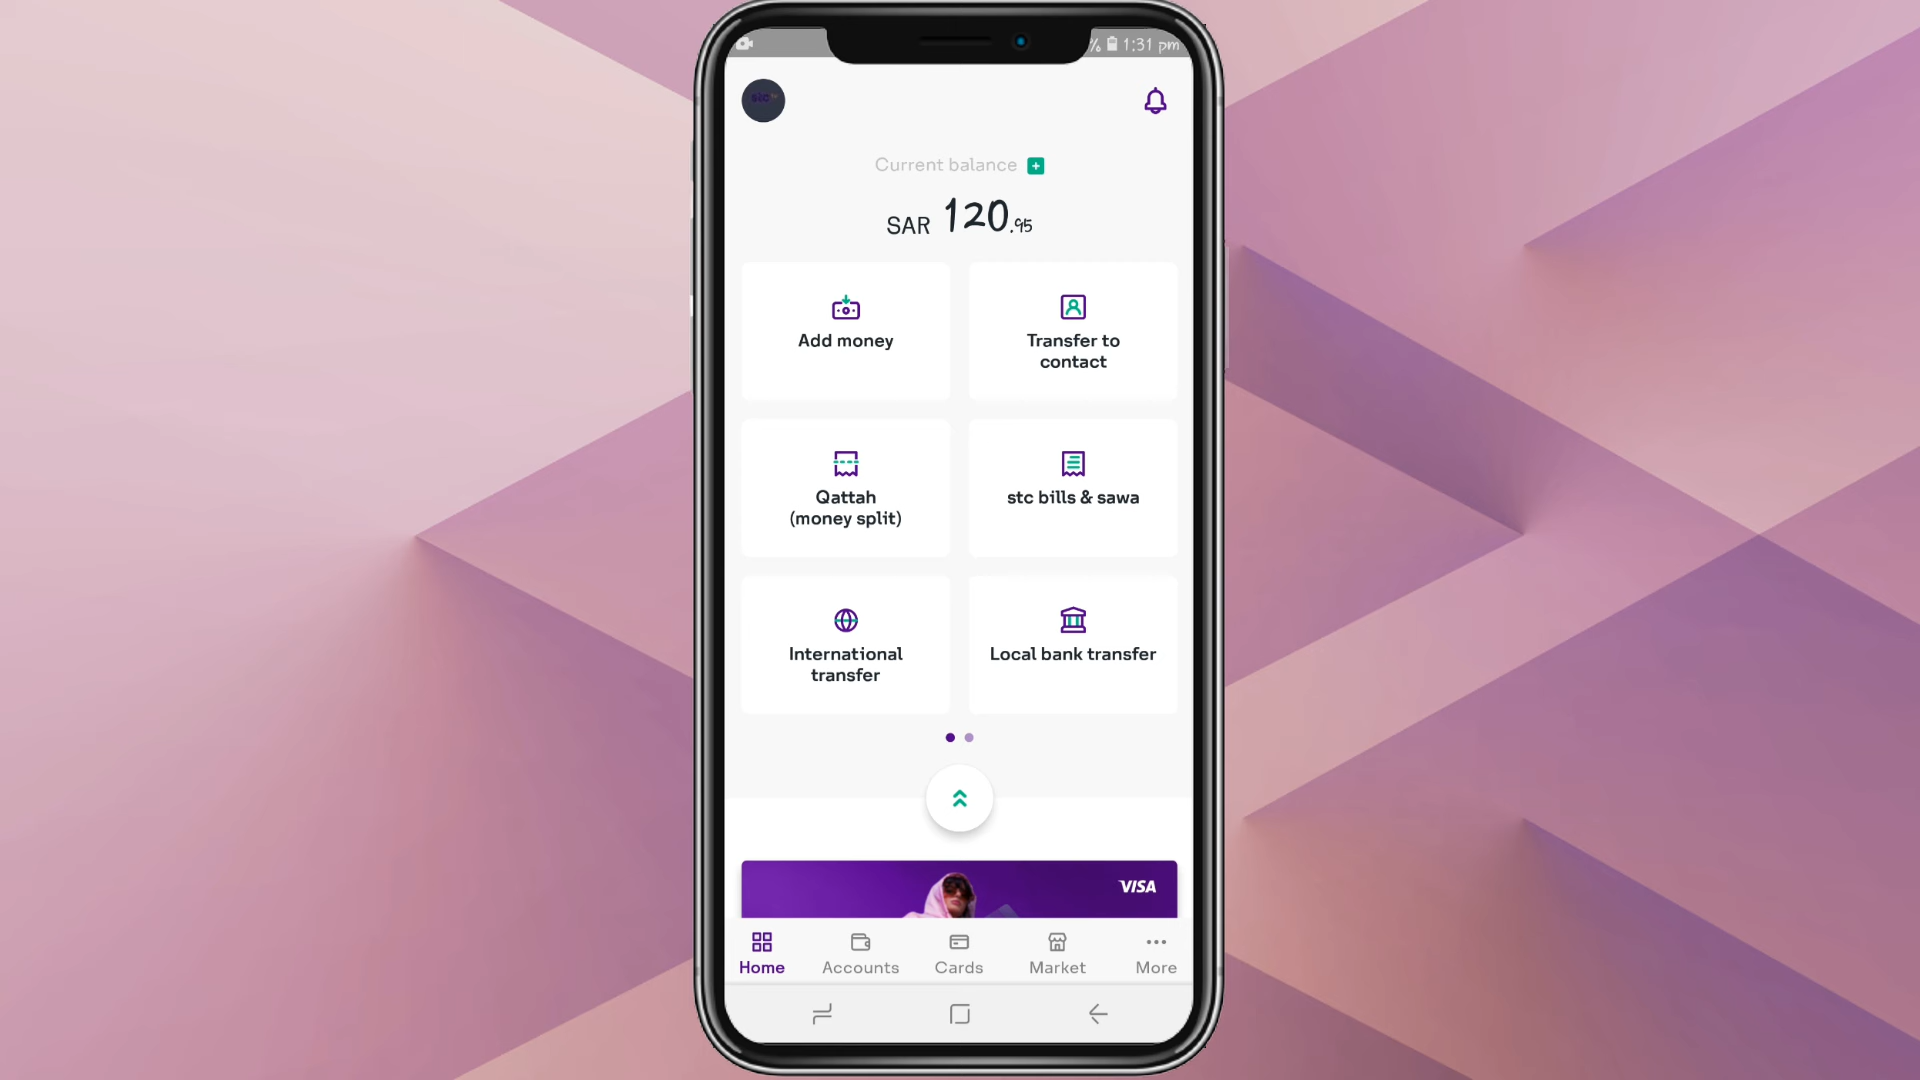 % 1:31 pm
stc
Current balance
SAR 120.95
Add money
Transfer to
contact
Qattah
(money split)
stc bills & sawa
International
transfer
Local bank transfer
VISA
Home
Accounts
Cards
Market
More